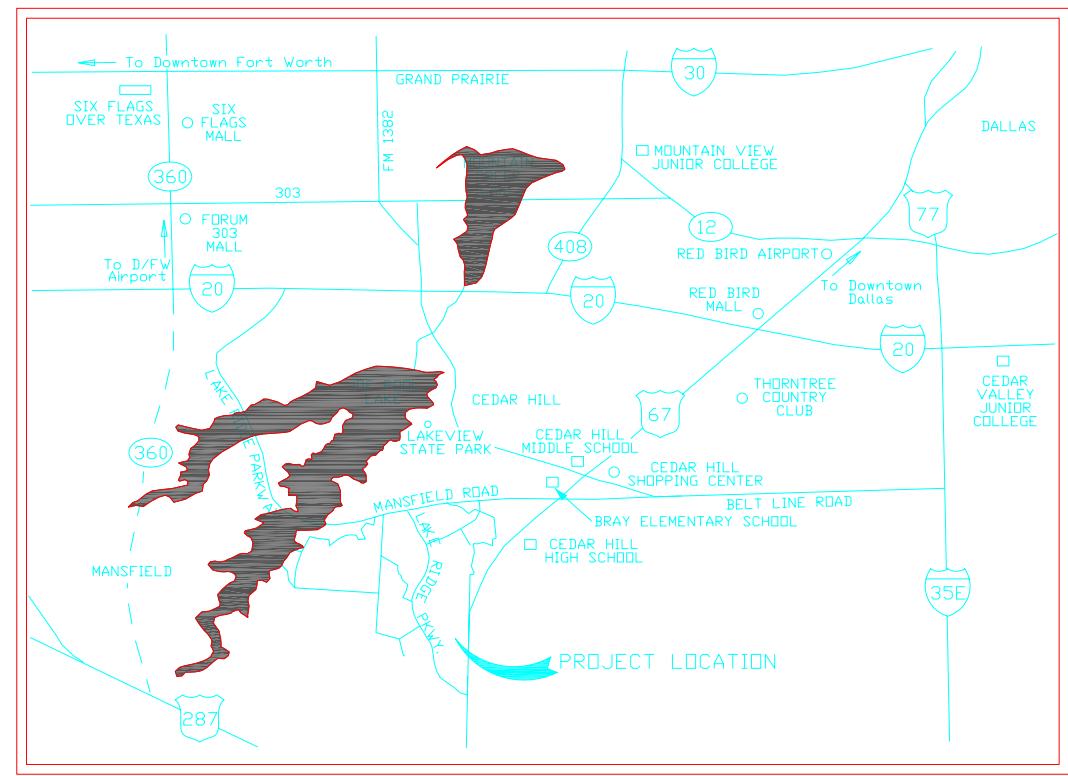 To Downtown Fort Worth
30
GRAND PRAIRIE
SIX FLAGS
OVER TEXAS
SIX
FLAGS
MALL
FM 1382
DALLAS
MOUNTAIN VIEW
JUNIOR COLLEGE
MOUNTAIN
360
303
FORUM
303
MALL
77
12
408
RED BIRD AIRPORT
To D/FW
Airport
20
20
RED BIRD
MALL
To Downtown
Dallas
20
CEDAR
VALLEY
JUNIOR
COLLEGE
THORNTREE
COUNTRY
CLUB
LAKE
CEDAR HILL
67
LAKEVIEW
STATE PARK
CEDAR HILL
MIDDLE SCHOOL
360
CEDAR HILL
SHOPPING CENTER
MANSFIELD ROAD
BELT LINE ROAD
BRAY ELEMENTARY SCHOOL
CEDAR HILL
HIGH SCHOOL
LAKE RIDGE PKWY.
MANSFIELD
35E
PROJECT LOCATION
287